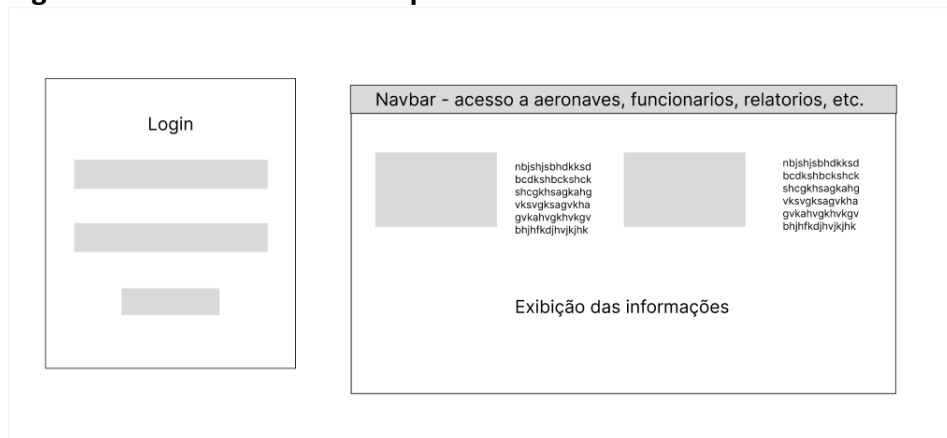 Login
Navbar - acesso a aeronaves, funcionarios, relatorios, etc.
nbjshjsbhdkksd
bcdkshbckshck
shcgkhsagkahg
vksvgksagvkha
gvkahvgkhvkgv
bhjhfkdjhvjkjhk
nbjshjsbhdkksd
bcdkshbckshck
shcgkhsagkahg
vksvgksagvkha
gvkahvgkhvkgv
bhjhfkdjhvjkjhk
Exibição das informações